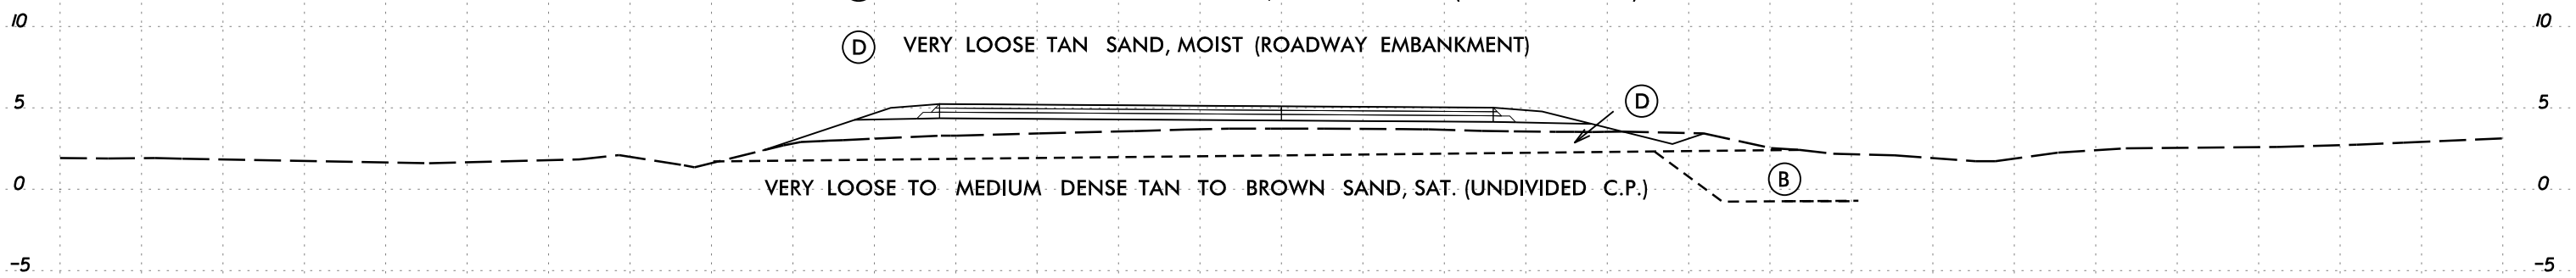 10 10
D VERY LOOSE TAN SAND, MOIST (ROADWAY EMBANKMENT)
5 D 5
0 VERY LOOSE TO MEDIUM DENSE TAN TO BROWN SAND, SAT. (UNDIVIDED C.P.) B 0
-5 -5